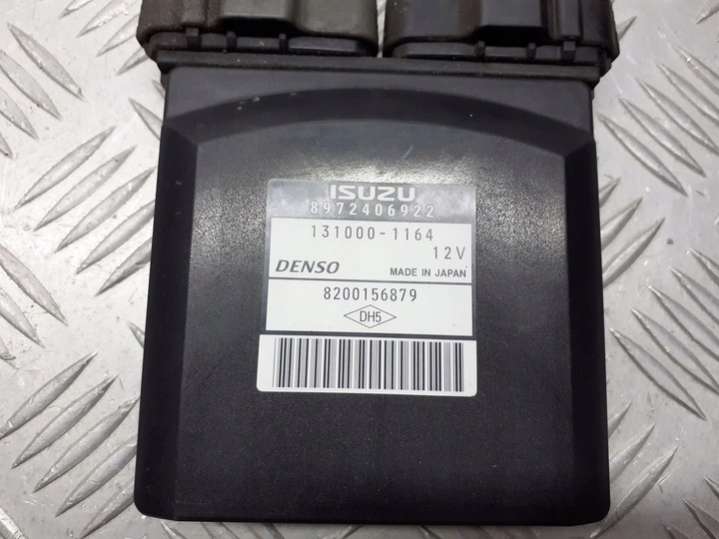 ISUZU
8972406922
131000-1164
12V
DENSO MADE IN JAPAN
8200156879
DH5